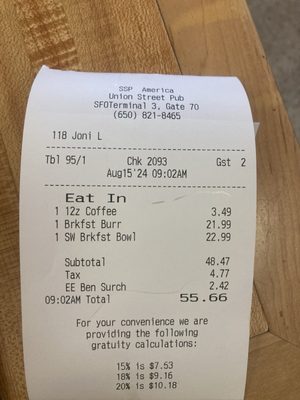 SSP America
Union Street Pub
SFOTerminal 3, Gate 70
(650) 821-8465
118 Joni L
Tbl 95/1 Chk 2093 Gst 2
Aug15'24 09:02AM
Eat In
1 12z Coffee 3.49
1 Brkfst Burr 21.99
1 SW Brkfst Bowl 22.99
Subtotal 48.47
Tax 4.77
EE Ben Surch 2.42
09:02AM Total 55.66
For your convenience we are
providing the following
gratuity calculations:
15% is $7.53
18% is $9.16
20% is $10.18